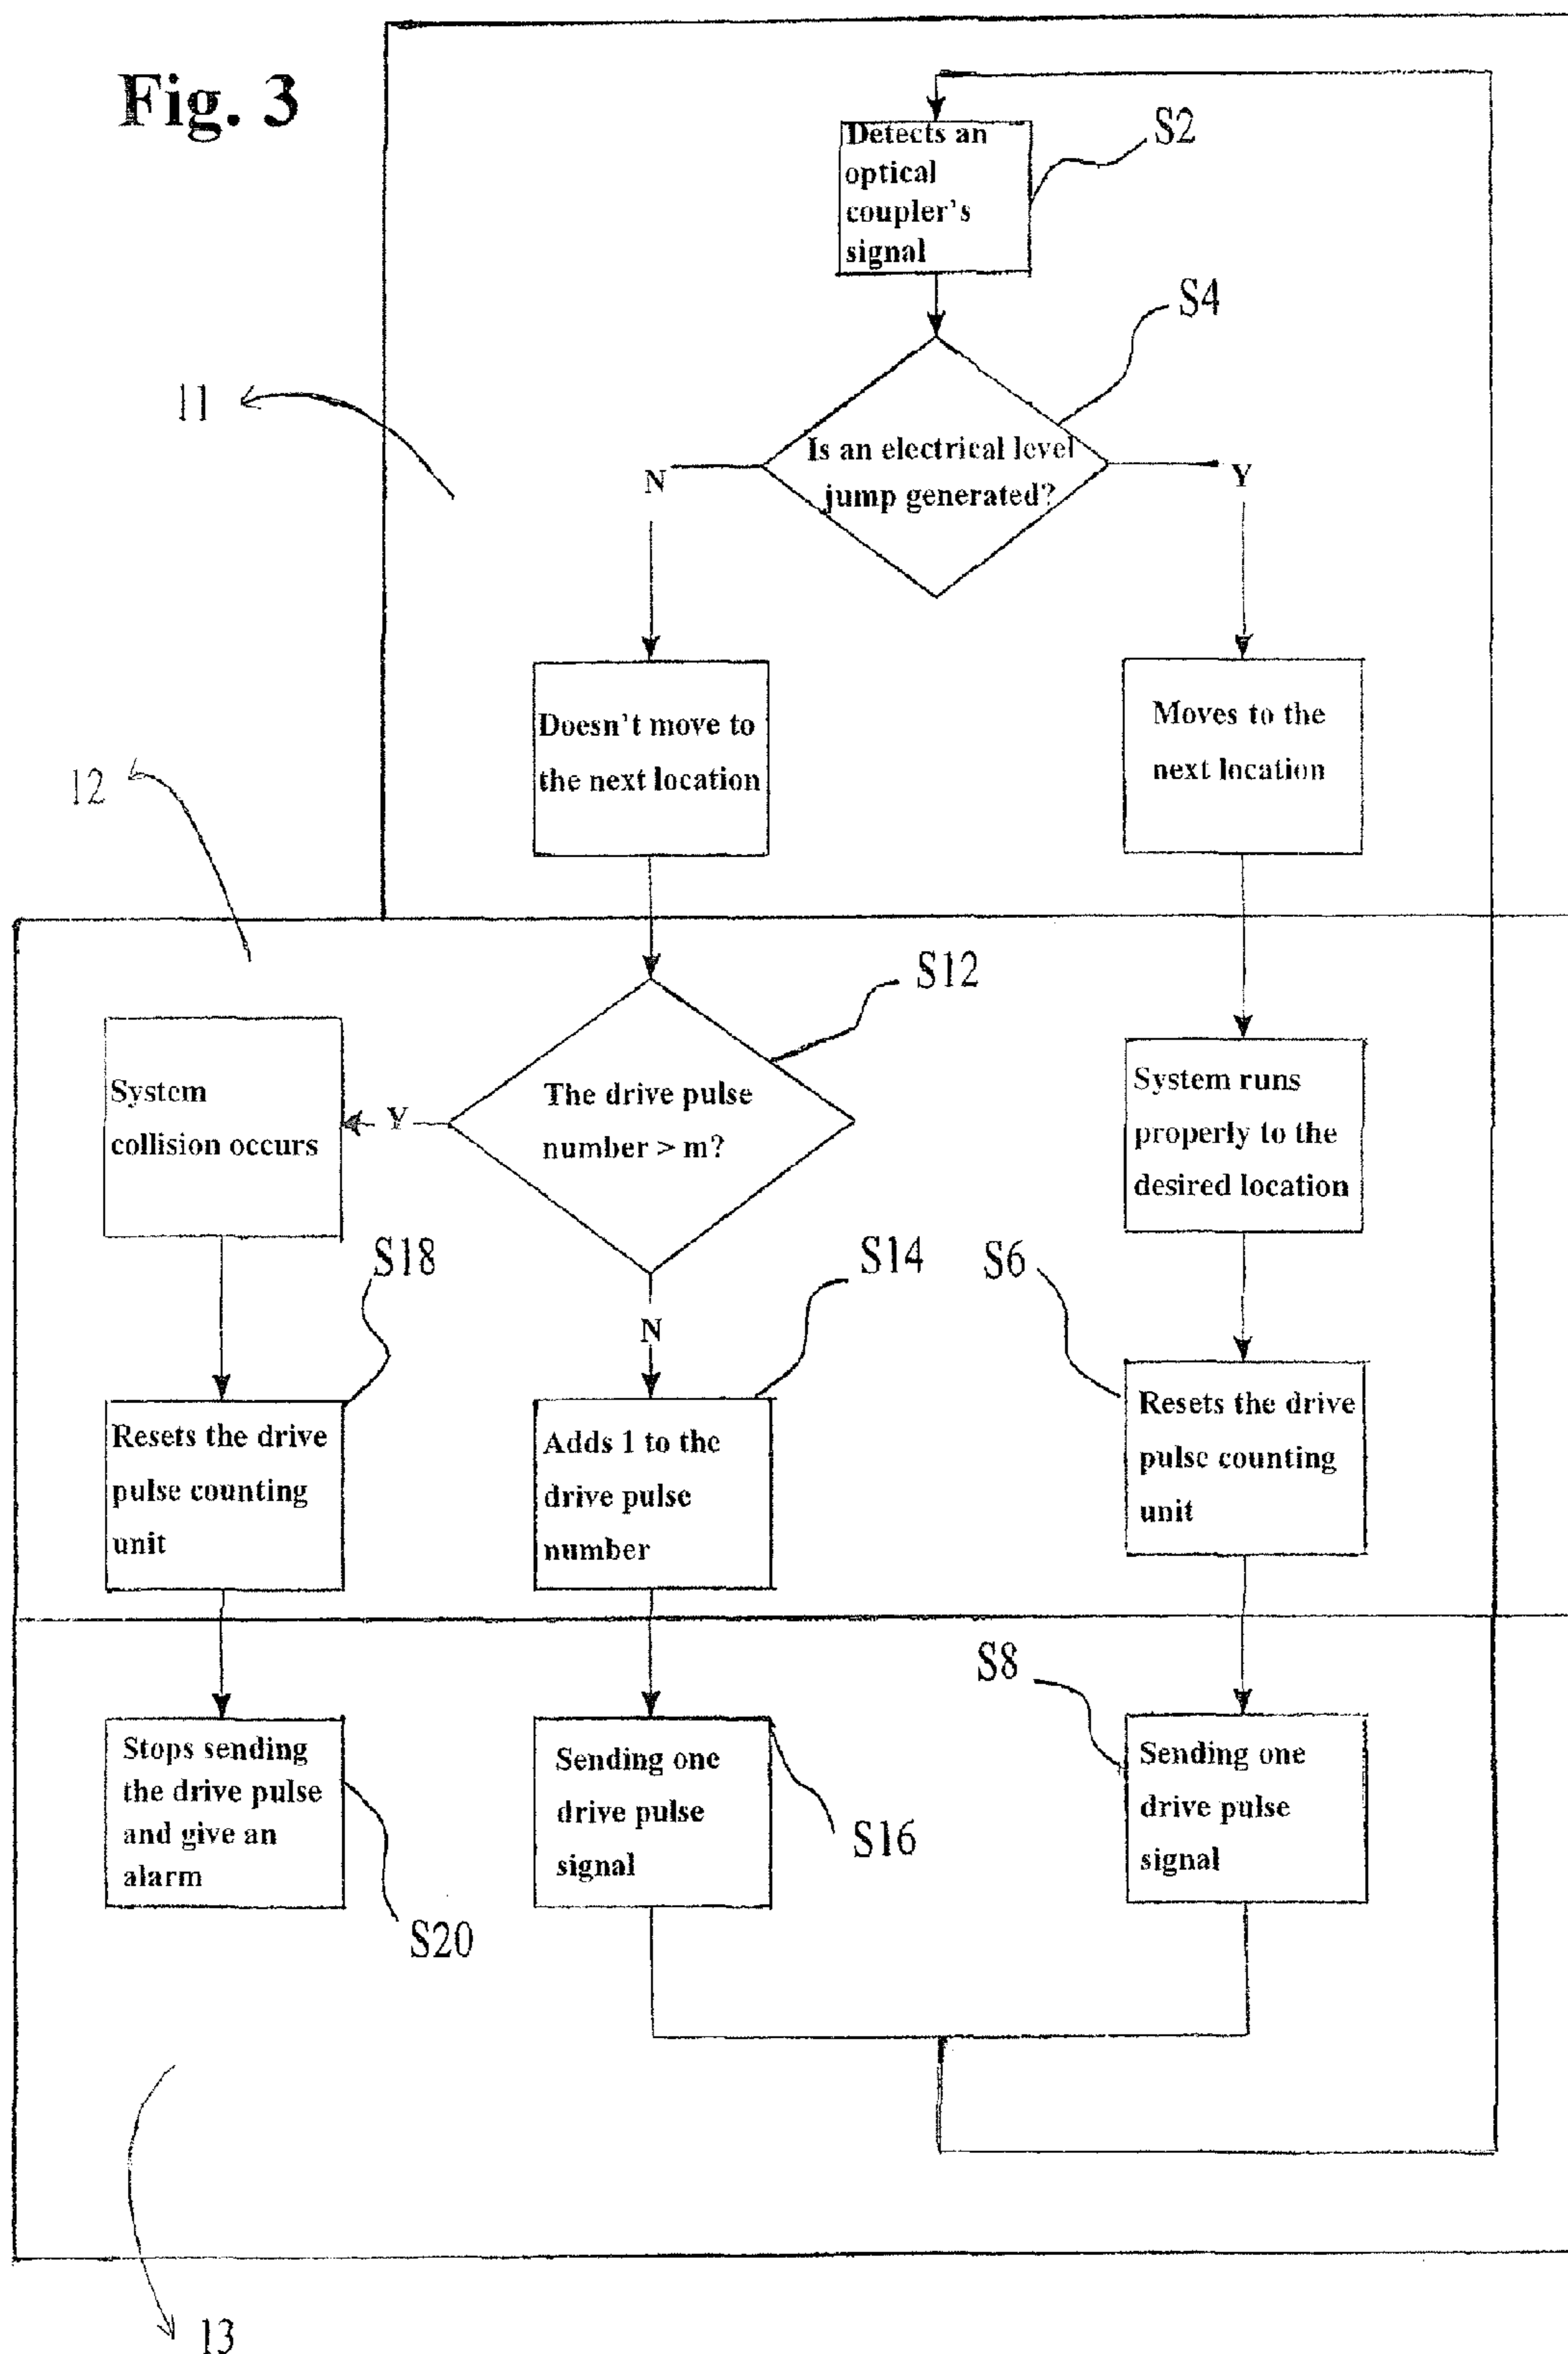 Fig. 3
Detects an
optical
coupler's
signal
S2
S4
11
Is an electrical level
jump generated?
N
Y
Doesn't move to
the next location
Moves to the
next location
12
S12
System
collision occurs
Y
The drive pulse
number > m?
System runs
properly to the
desired location
S18
S14
S6
N
Resets the drive
pulse counting
unit
Adds 1 to the
drive pulse
number
Resets the drive
pulse counting
unit
S8
Stops sending
the drive pulse
and give an
alarm
Sending one
drive pulse
signal
Sending one
drive pulse
signal
S16
S20
13